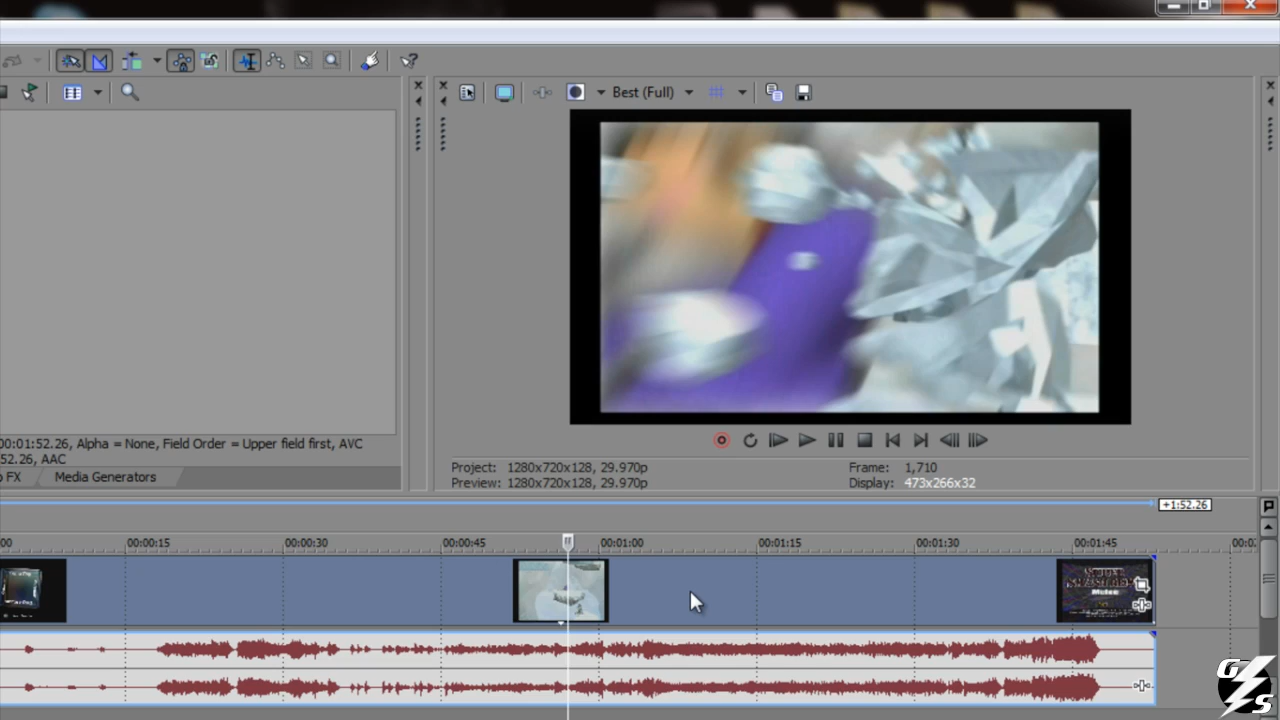 Best (Full)
00:01:52.26, Alpha = None, Field Order = Upper field first, AVC
52.26, AAC
FX
Media Generators
Project: 1280x720x128, 29.970p
Preview: 1280x720x128, 29.970p
Frame: 1,710
Display: 473x266x32
+1:52.26
00
00:00:15
00:00:30
00:00:45
00:01:00
00:01:15
00:01:30
00:01:45
00:0
G
S